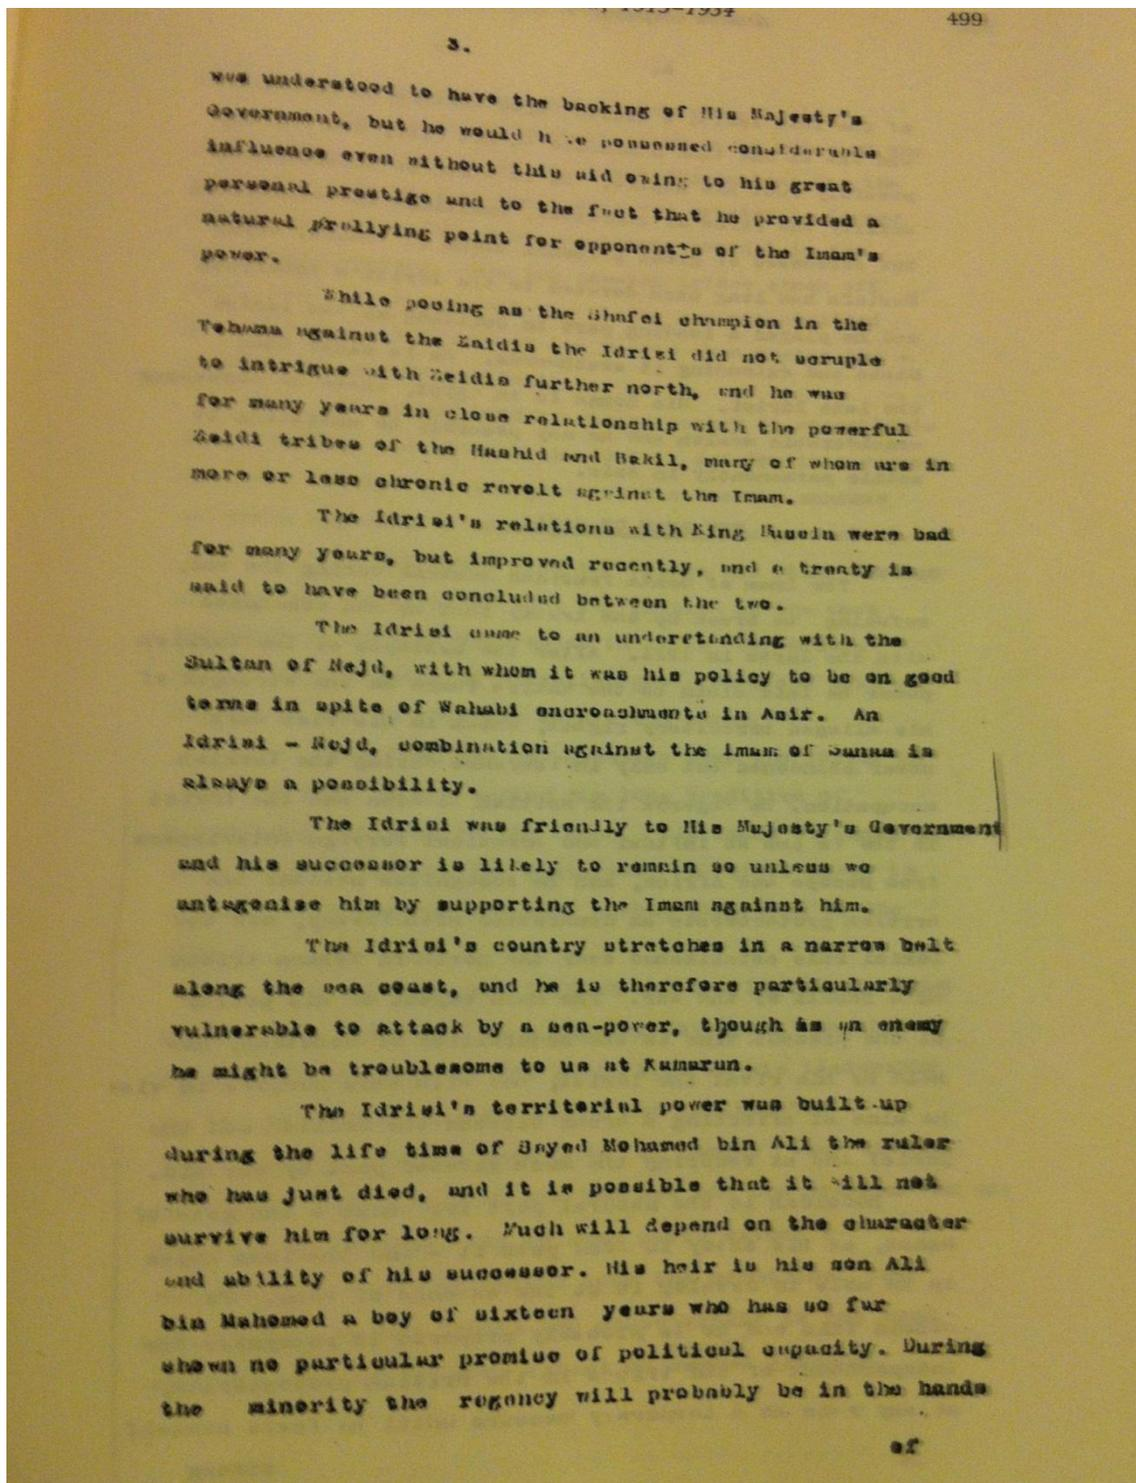 1913-1934
499
3.
was understood to have the backing of His Majesty's
Government, but he would have possessed considerable
influence even without this aid owing to his great
personal prestige and to the fact that he provided a
natural rallying point for opponents of the Imam's
power.
While posing as the Shafei champion in the
Tehama against the Zaidis the Idrisi did not scruple
to intrigue with Zeidis further north, and he was
for many years in close relationship with the powerful
Zaidi tribes of the Hashid and Bakil, many of whom are in
more or less chronic revolt against the Imam.
The Idrisi's relations with King Hussein were bad
for many years, but improved recently, and a treaty is
said to have been concluded between the two.
The Idrisi came to an understanding with the
Sultan of Nejd, with whom it was his policy to be on good
terms in spite of Wahabi encroachments in Asir. An
Idrisi - Nejd, combination against the Imam of Sanaa is
always a possibility.
The Idrisi was friendly to His Majesty's Government
and his successor is likely to remain so unless we
antagonise him by supporting the Imam against him.
The Idrisi's country stretches in a narrow belt
along the sea coast, and he is therefore particularly
vulnerable to attack by a sea-power, though as an enemy
he might be troublesome to us at Kamaran.
The Idrisi's territorial power was built up
during the life time of Sayed Mohamed bin Ali the ruler
who has just died, and it is possible that it will not
survive him for long. Much will depend on the character
and ability of his successor. His heir is his son Ali
bin Mahomed a boy of sixteen years who has so far
shown no particular promise of political capacity. During
the minority the regency will probably be in the hands
of